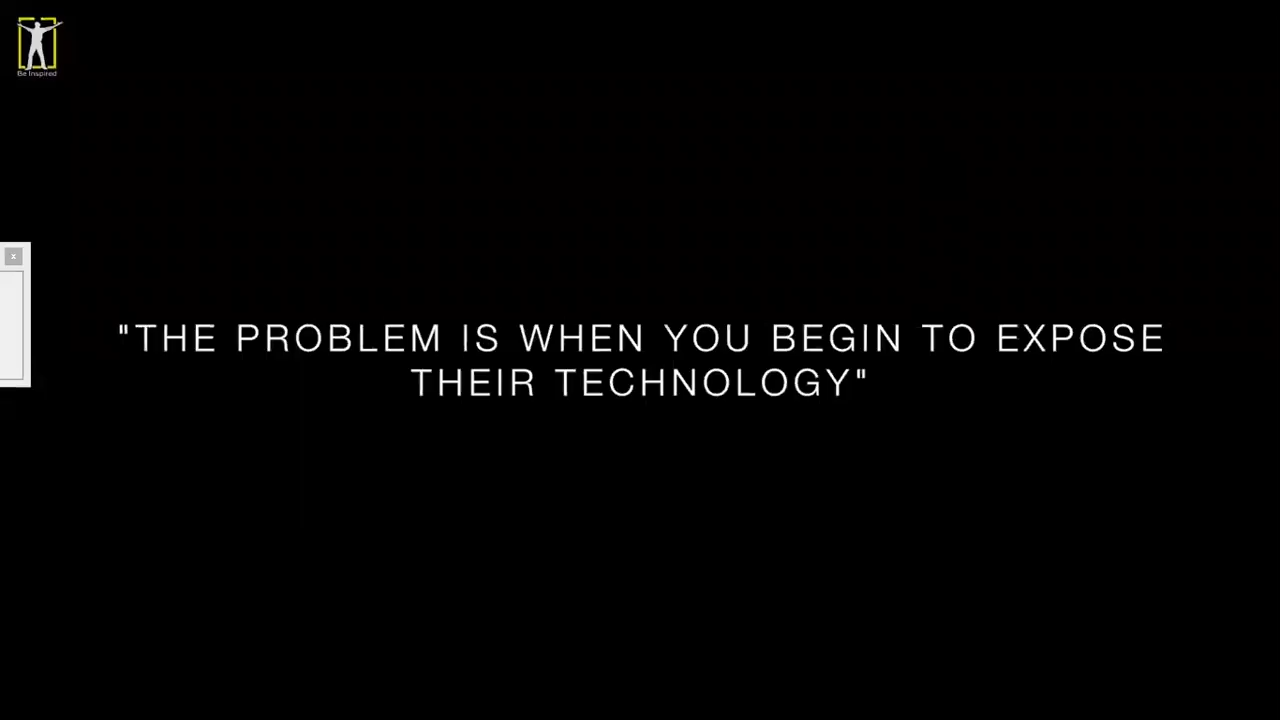 Be Inspired
x
"THE PROBLEM IS WHEN YOU BEGIN TO EXPOSE
THEIR TECHNOLOGY"